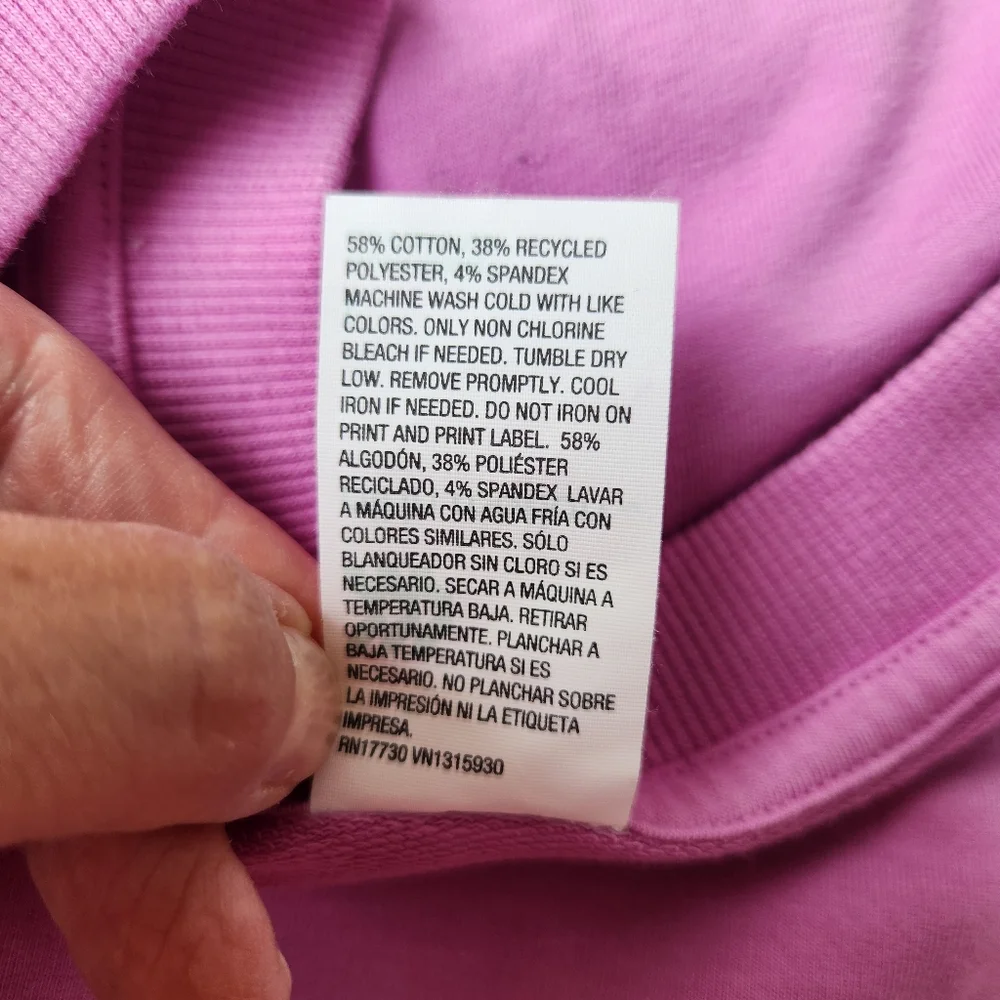 58% COTTON, 38% RECYCLED
POLYESTER, 4% SPANDEX
MACHINE WASH COLD WITH LIKE
COLORS. ONLY NON CHLORINE
BLEACH IF NEEDED. TUMBLE DRY
LOW. REMOVE PROMPTLY. COOL
IRON IF NEEDED. DO NOT IRON ON
PRINT AND PRINT LABEL. 58%
ALGODÓN, 38% POLIÉSTER
RECICLADO, 4% SPANDEX LAVAR
A MÁQUINA CON AGUA FRÍA CON
COLORES SIMILARES. SÓLO
BLANQUEADOR SIN CLORO SI ES
NECESARIO. SECAR A MÁQUINA A
TEMPERATURA BAJA. RETIRAR
OPORTUNAMENTE. PLANCHAR A
BAJA TEMPERATURA SI ES
NECESARIO. NO PLANCHAR SOBRE
LA IMPRESIÓN NI LA ETIQUETA
IMPRESA.
RN17730 VN1315930